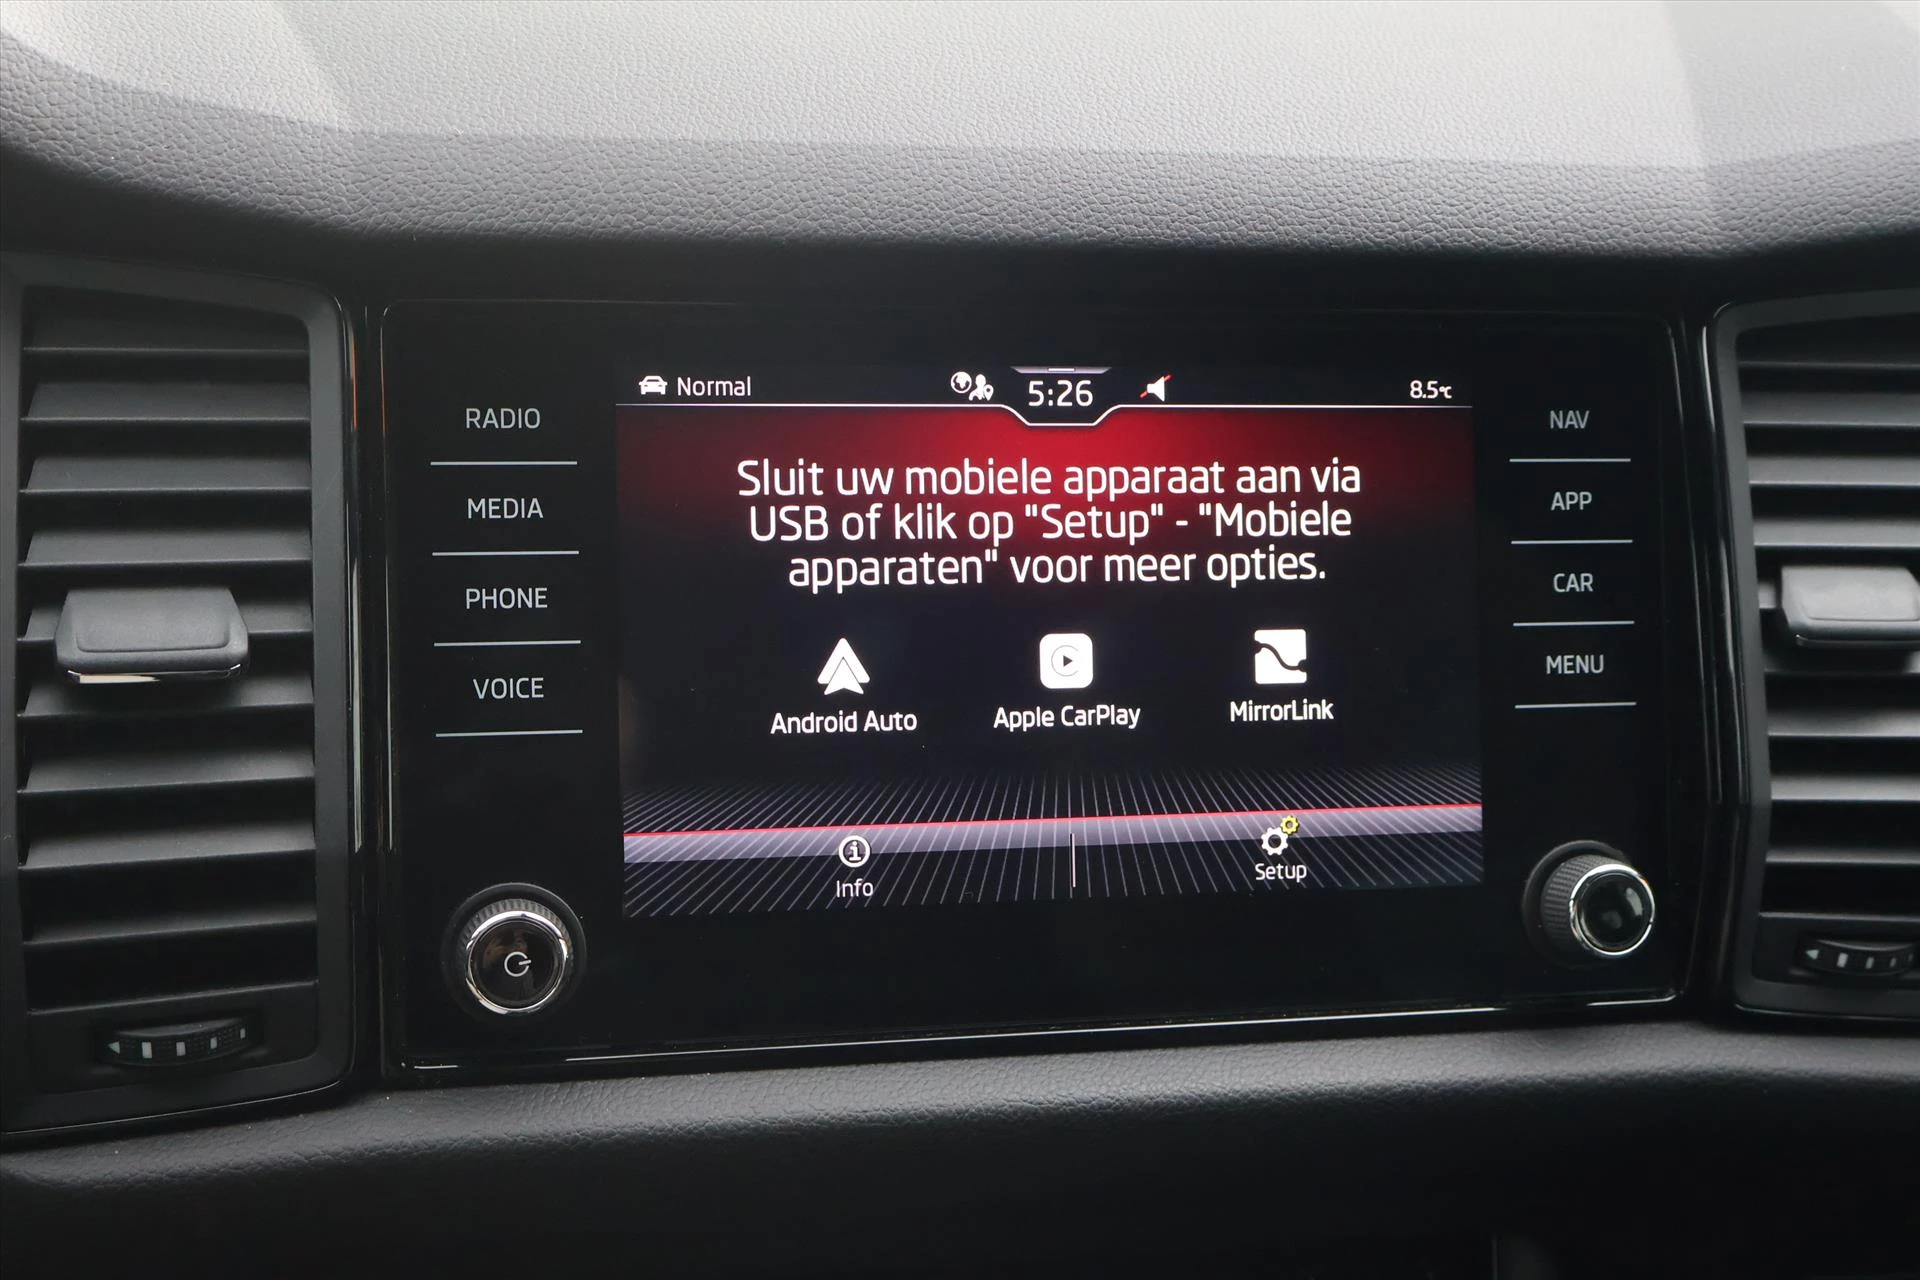 Normal
5:26
8.5°C
RADIO
MEDIA
PHONE
VOICE
Sluit uw mobiele apparaat aan via
USB of klik op "Setup" - "Mobiele
apparaten" voor meer opties.
Android Auto
Apple CarPlay
MirrorLink
Info
Setup
NAV
APP
CAR
MENU